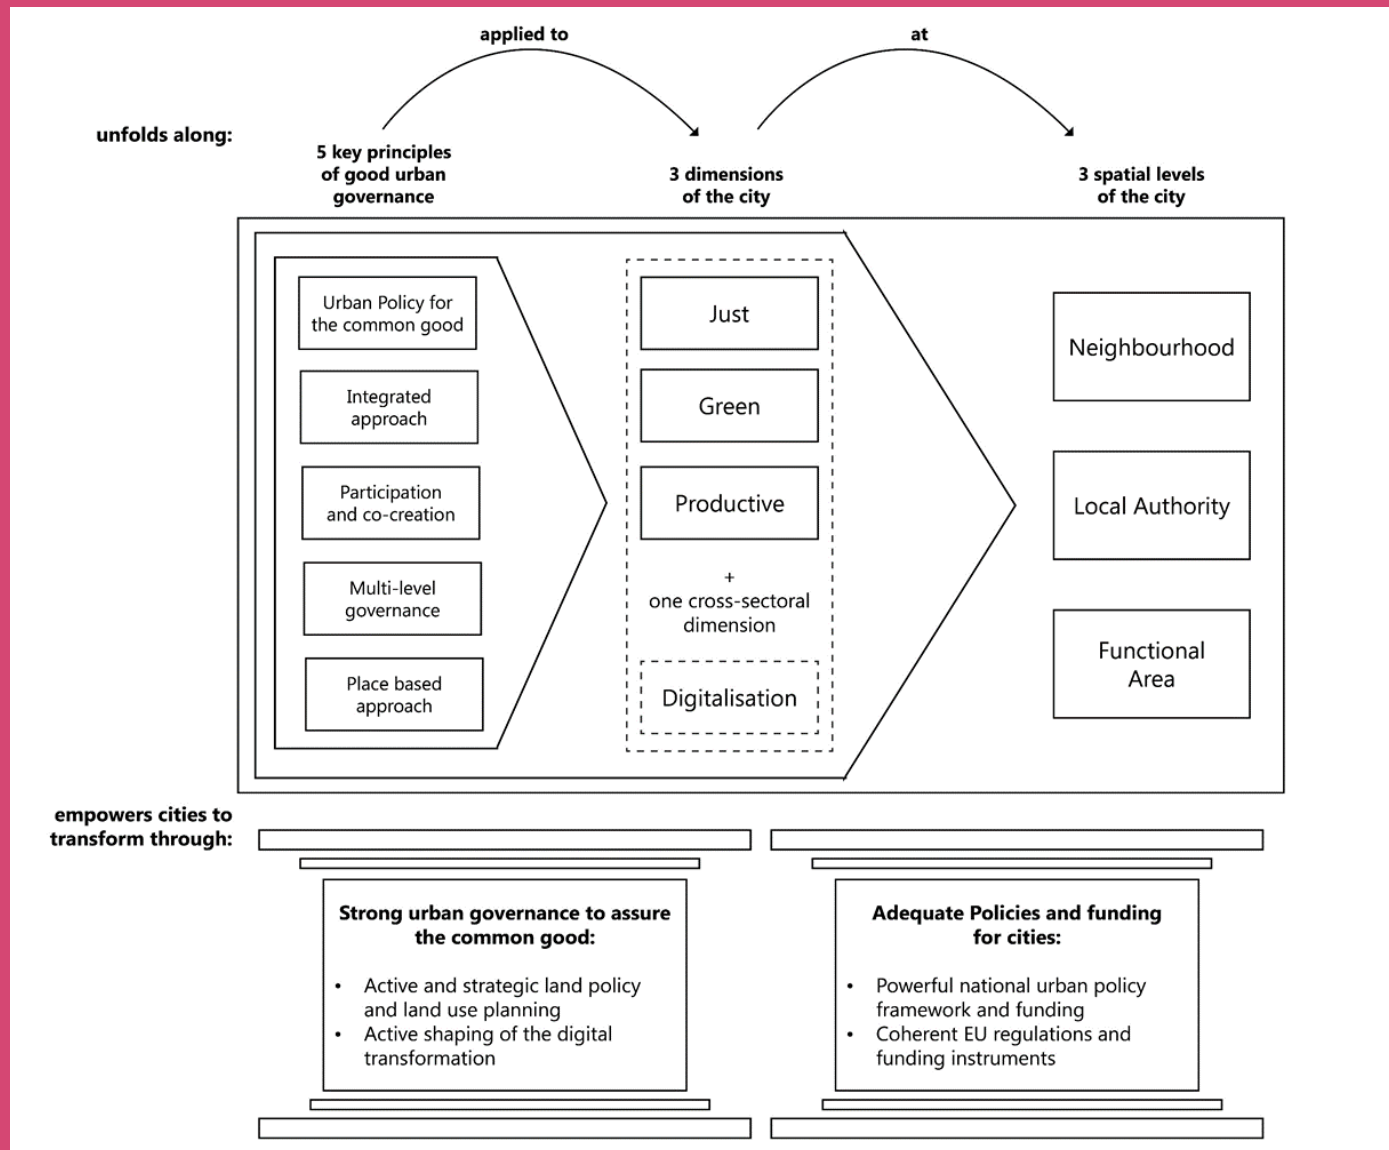 applied to
at
unfolds along:
5 key principles
of good urban
governance
3 dimensions
of the city
3 spatial levels
of the city
Urban Policy for
the common good
Integrated
approach
Participation
and co-creation
Multi-level
governance
Place based
approach
Just
Green
Productive
+
one cross-sectoral
dimension
Digitalisation
Neighbourhood
Local Authority
Functional
Area
empowers cities to
transform through:
Strong urban governance to assure
the common good:
• Active and strategic land policy
and land use planning
• Active shaping of the digital
transformation
Adequate Policies and funding
for cities:
• Powerful national urban policy
framework and funding
• Coherent EU regulations and
funding instruments